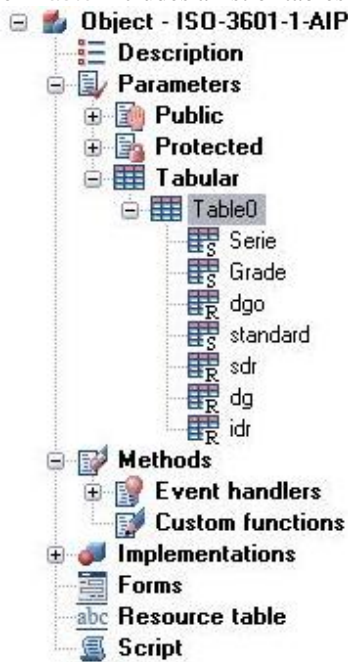 Object - ISO-3601-1-AIP
Description
Parameters
Public
Protected
Tabular
Table0
S Serie
S Grade
R dgo
S standard
R sdr
R dg
R idr
Methods
Event handlers
Custom functions
Implementations
Forms
abc Resource table
Script